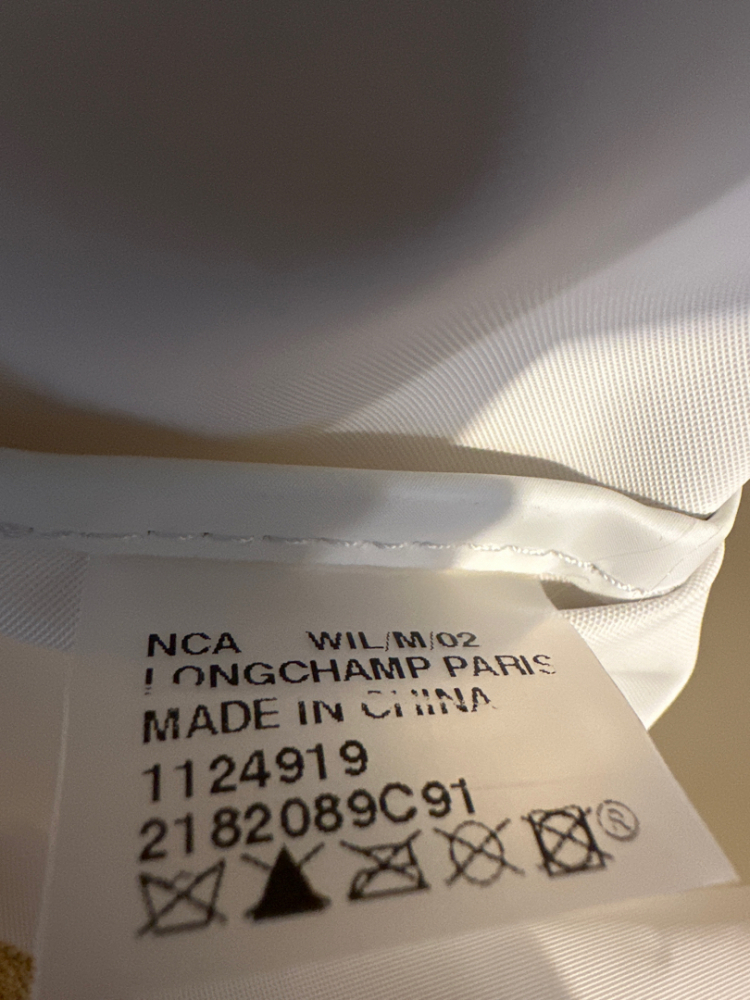 NCA WIL/M/02
LONGCHAMP PARIS
MADE IN CHINA
1124919
2182089C91
®